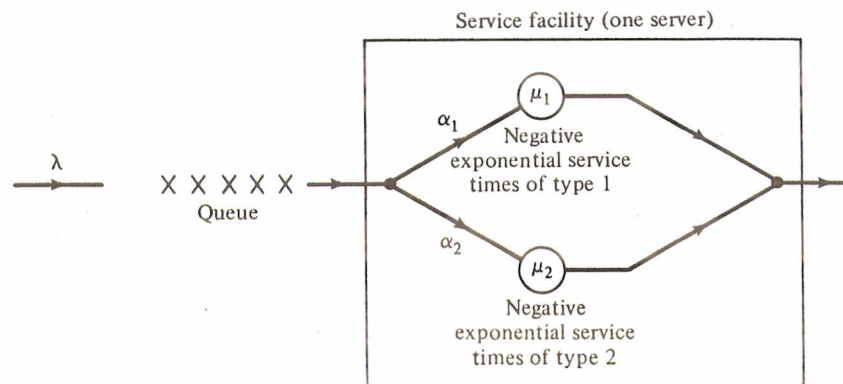 Service facility (one server)
μ1
α1
Negative
exponential service
times of type 1
λ
X X X X X
Queue
α2
μ2
Negative
exponential service
times of type 2